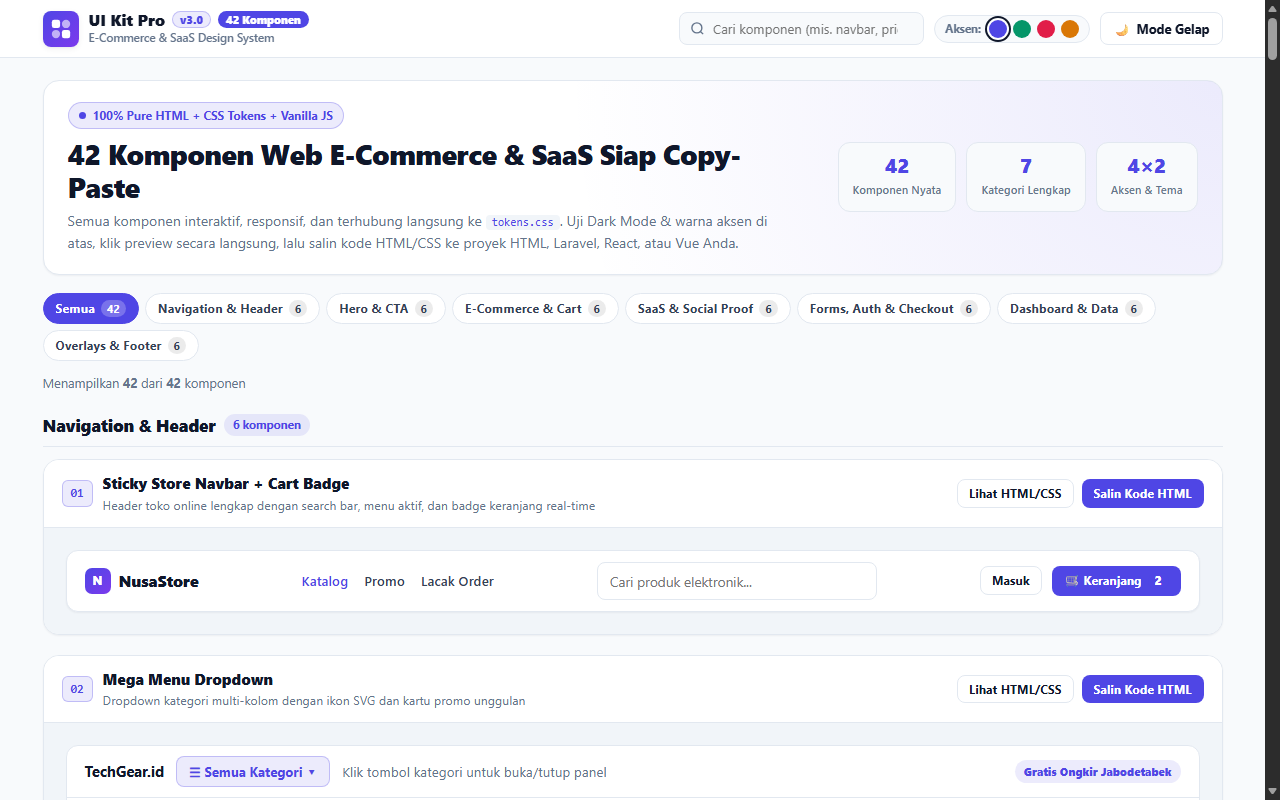 UI Kit Pro v3.0 42 Komponen
E-Commerce & SaaS Design System
Cari komponen (mis. navbar, pri
Aksen:
🌙 Mode Gelap
100% Pure HTML + CSS Tokens + Vanilla JS
42 Komponen Web E-Commerce & SaaS Siap Copy-
Paste
Semua komponen interaktif, responsif, dan terhubung langsung ke tokens.css. Uji Dark Mode & warna aksen di
atas, klik preview secara langsung, lalu salin kode HTML/CSS ke proyek HTML, Laravel, React, atau Vue Anda.
42
Komponen Nyata
7
Kategori Lengkap
4×2
Aksen & Tema
Semua 42 Navigation & Header 6 Hero & CTA 6 E-Commerce & Cart 6 SaaS & Social Proof 6 Forms, Auth & Checkout 6 Dashboard & Data 6
Overlays & Footer 6
Menampilkan 42 dari 42 komponen
Navigation & Header 6 komponen
01
Sticky Store Navbar + Cart Badge
Header toko online lengkap dengan search bar, menu aktif, dan badge keranjang real-time
Lihat HTML/CSS Salin Kode HTML
N NusaStore Katalog Promo Lacak Order Cari produk elektronik... Masuk 🛒 Keranjang 2
02
Mega Menu Dropdown
Dropdown kategori multi-kolom dengan ikon SVG dan kartu promo unggulan
Lihat HTML/CSS Salin Kode HTML
TechGear.id ☰ Semua Kategori ▼ Klik tombol kategori untuk buka/tutup panel Gratis Ongkir Jabodetabek